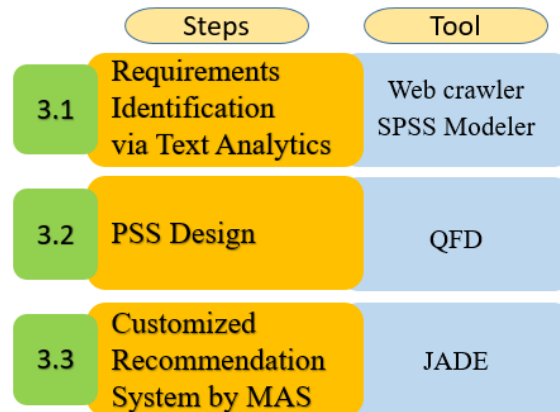 Steps Tool
3.1
Requirements
Identification
via Text Analytics
Web crawler
SPSS Modeler
3.2
PSS Design
QFD
3.3
Customized
Recommendation
System by MAS
JADE